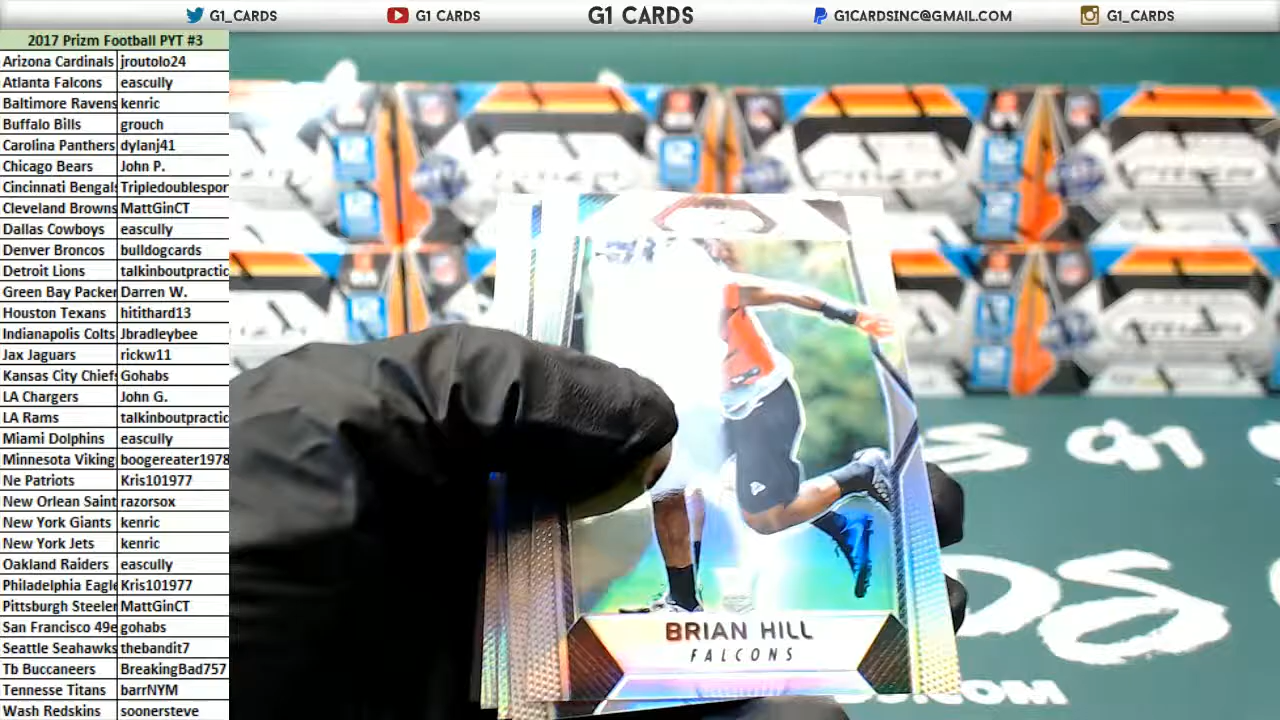 G1_CARDS G1 CARDS G1 CARDS G1CARDSINC@GMAIL.COM G1_CARDS
2017 Prizm Football PYT #3
Arizona Cardinals jroutolo24
Atlanta Falcons eascully
Baltimore Ravens kenric
Buffalo Bills grouch
Carolina Panthers dylanj41
Chicago Bears John P.
Cincinnati Bengals Tripledoublespor
Cleveland Browns MattGinCT
Dallas Cowboys eascully
Denver Broncos bulldogcards
Detroit Lions talkinboutpractic
Green Bay Packer Darren W.
Houston Texans hitithard13
Indianapolis Colts Jbradleybee
Jax Jaguars rickw11
Kansas City Chiefs Gohabs
LA Chargers John G.
LA Rams talkinboutpractic
Miami Dolphins eascully
Minnesota Viking boogereater1978
Ne Patriots Kris101977
New Orlean Saint razorsox
New York Giants kenric
New York Jets kenric
Oakland Raiders eascully
Philadelphia Eagle Kris101977
Pittsburgh Steeler MattGinCT
San Francisco 49e gohabs
Seattle Seahawks thebandit7
Tb Buccaneers BreakingBad757
Tennesse Titans barrNYM
Wash Redskins soonersteve
BRIAN HILL
FALCONS
.COM